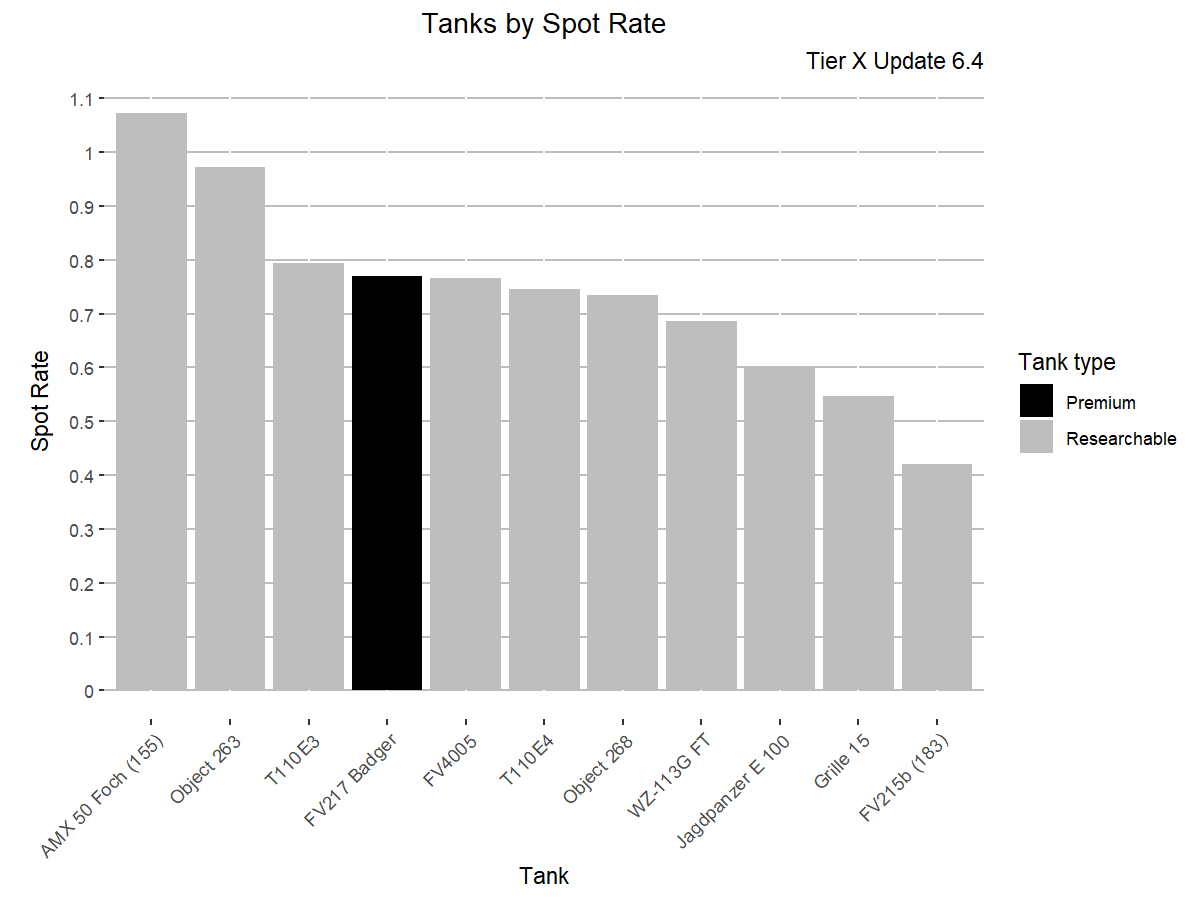 Tanks by Spot Rate
Tier X Update 6.4
Spot Rate
1.1
1
0.9
0.8
0.7
0.6
0.5
0.4
0.3
0.2
0.1
0
AMX 50 Foch (155)
Object 263
T110E3
FV217 Badger
FV4005
T110E4
Object 268
WZ-113G FT
Jagdpanzer E 100
Grille 15
FV215b (183)
Tank
Tank type
Premium
Researchable